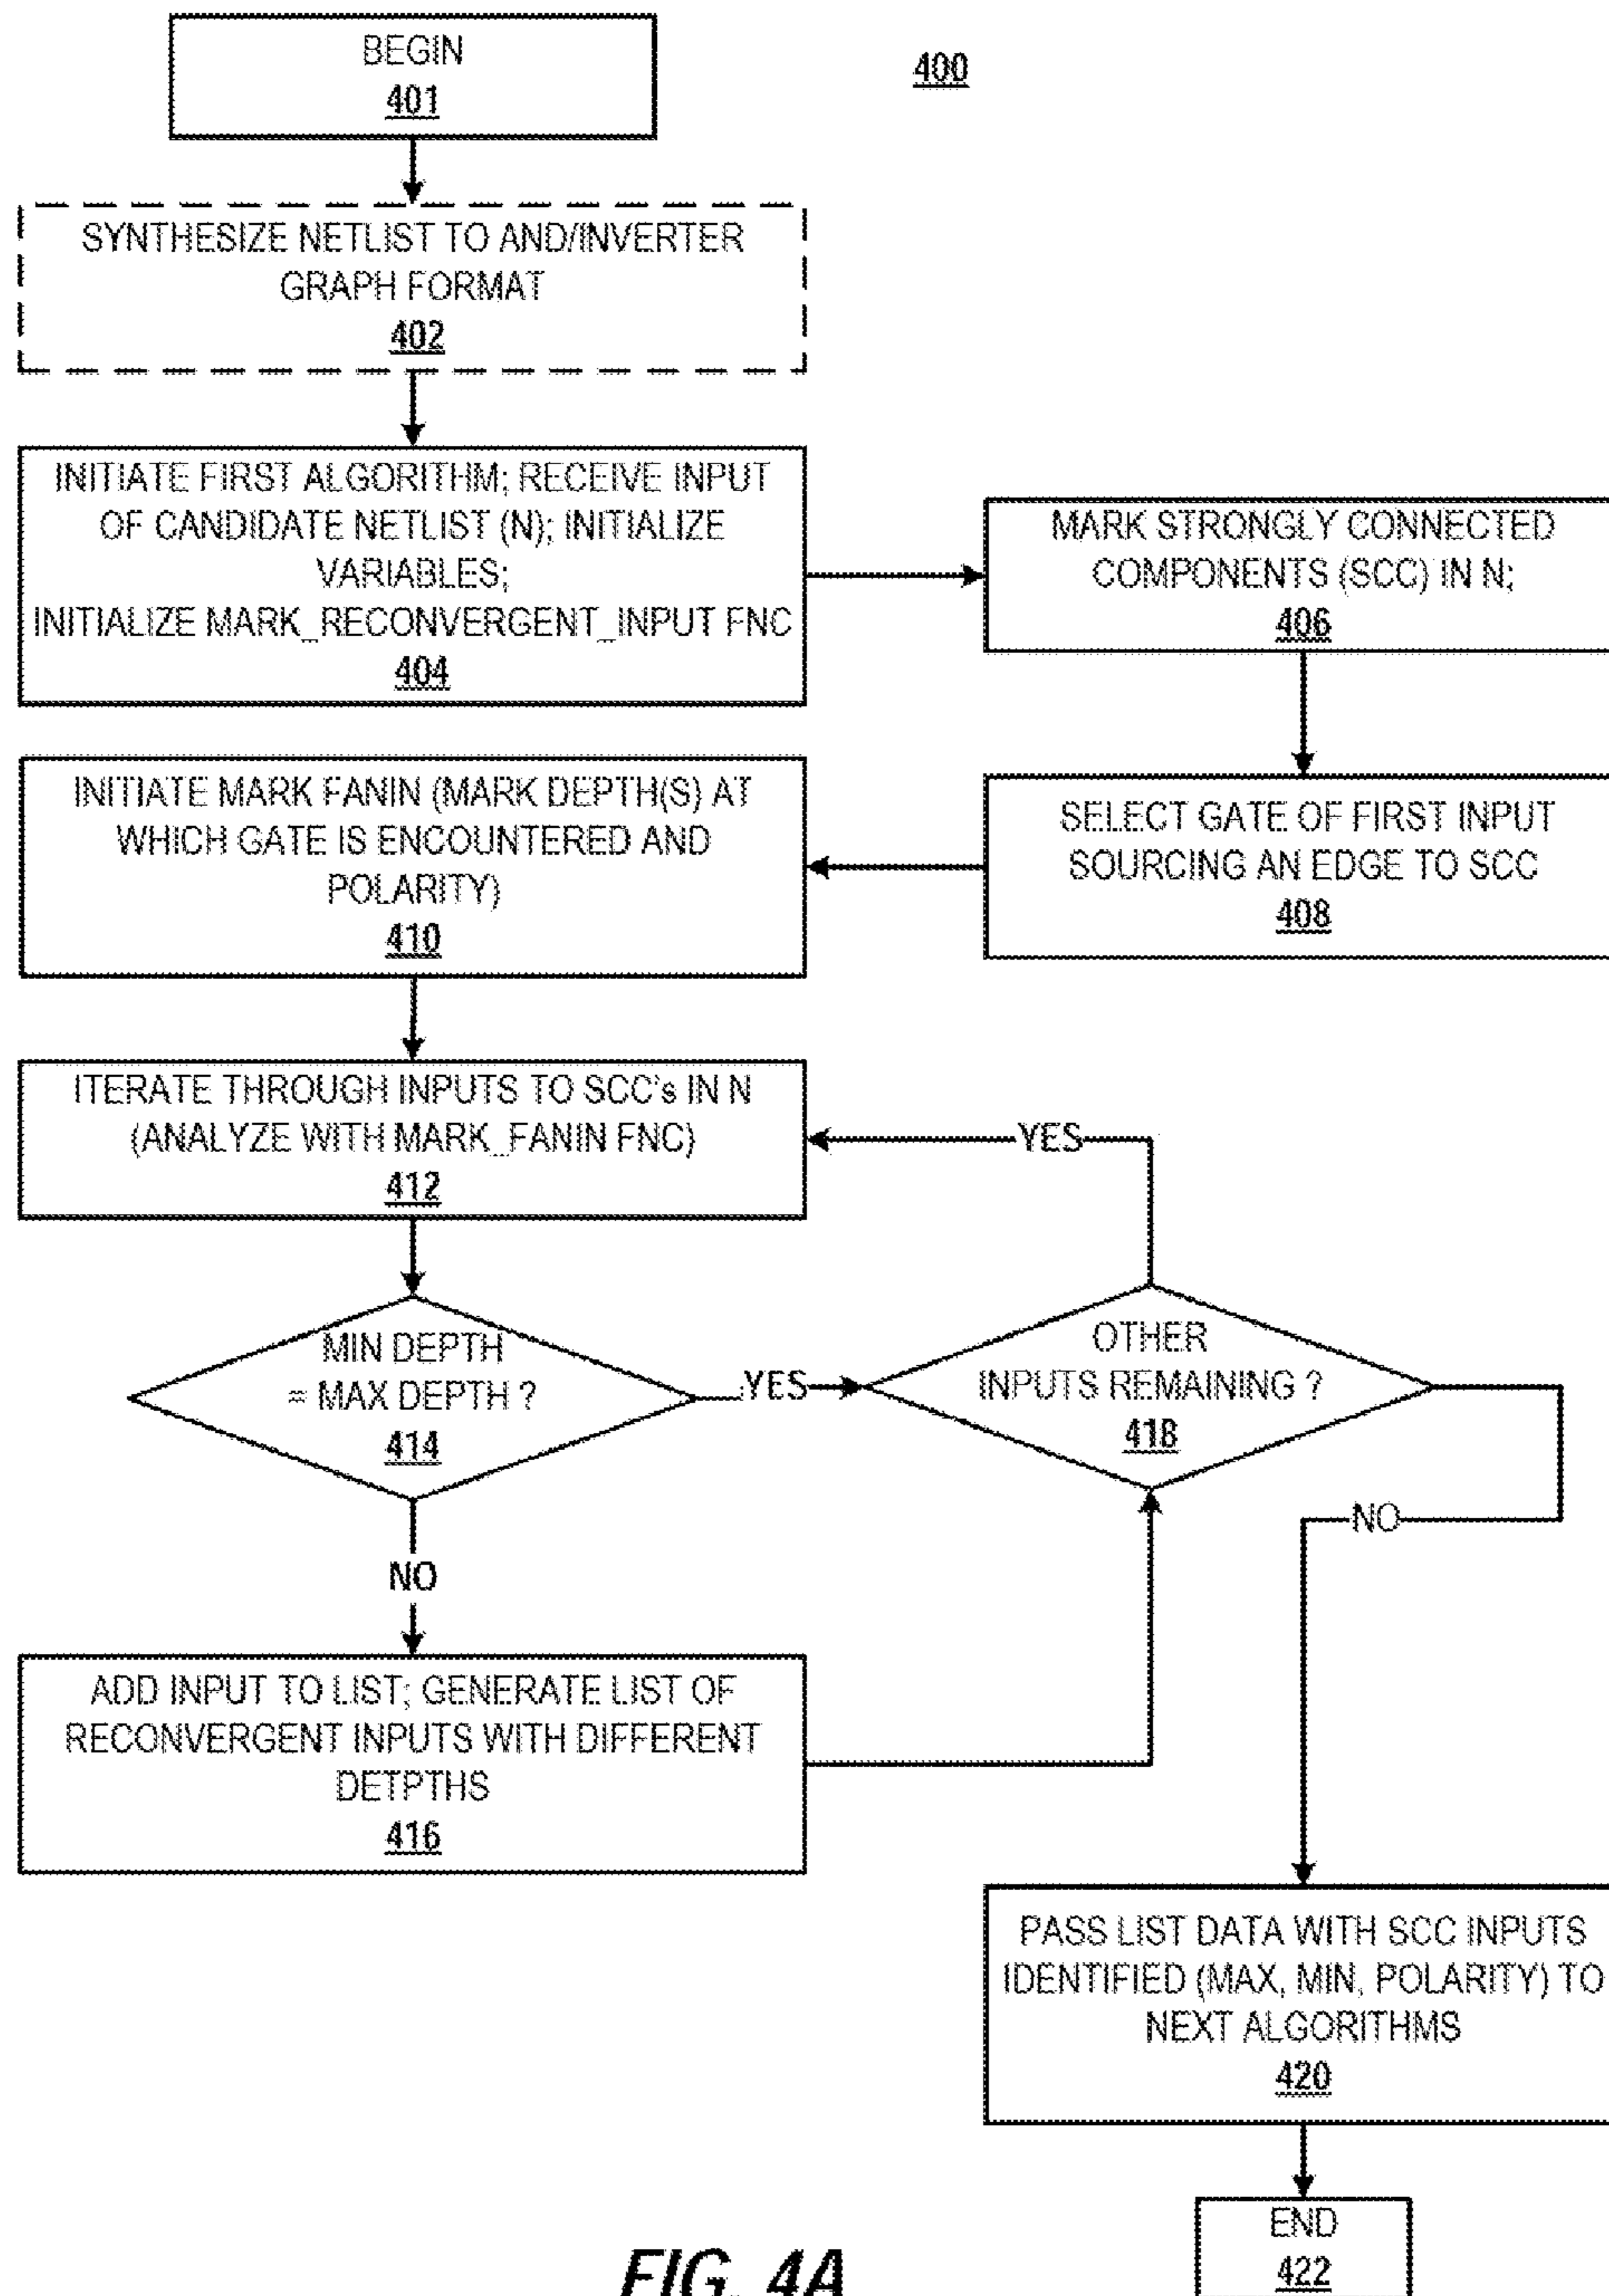 BEGIN
401
400
SYNTHESIZE NETLIST TO AND/INVERTER
GRAPH FORMAT
402
INITIATE FIRST ALGORITHM; RECEIVE INPUT
OF CANDIDATE NETLIST (N); INITIALIZE
VARIABLES;
INITIALIZE MARK_RECONVERGENT_INPUT FNC
404
MARK STRONGLY CONNECTED
COMPONENTS (SCC) IN N;
406
SELECT GATE OF FIRST INPUT
SOURCING AN EDGE TO SCC
408
INITIATE MARK FANIN (MARK DEPTH(S) AT
WHICH GATE IS ENCOUNTERED AND
POLARITY)
410
ITERATE THROUGH INPUTS TO SCC's IN N
(ANALYZE WITH MARK_FANIN FNC)
412
YES
MIN DEPTH
= MAX DEPTH ?
414
YES
OTHER
INPUTS REMAINING ?
418
NO
NO
ADD INPUT TO LIST; GENERATE LIST OF
RECONVERGENT INPUTS WITH DIFFERENT
DETPTHS
416
PASS LIST DATA WITH SCC INPUTS
IDENTIFIED (MAX, MIN, POLARITY) TO
NEXT ALGORITHMS
420
END
422
FIG. 4A